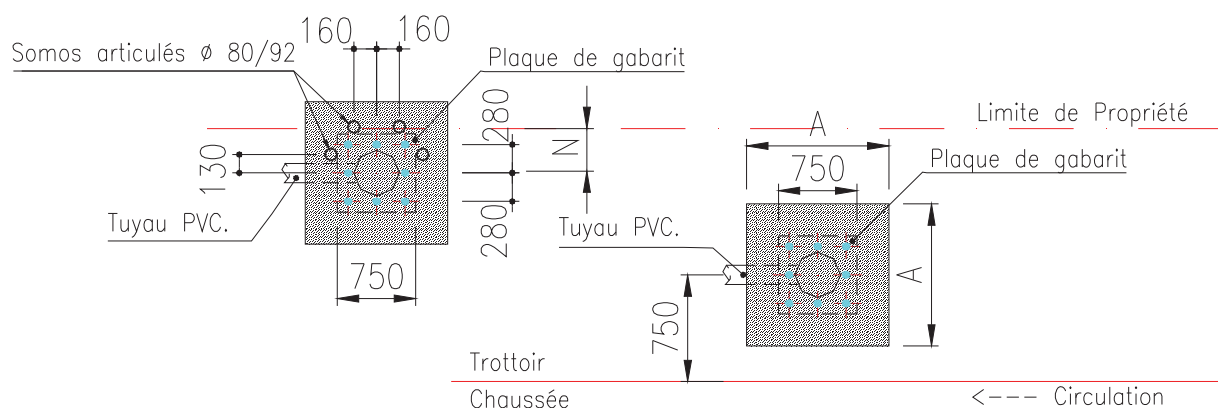 160 160
Somos articulés ø 80/92
Plaque de gabarit
280
N
130
280
Tuyau PVC.
750
Limite de Propriété
A
750
Plaque de gabarit
Tuyau PVC.
A
750
Trottoir
Chaussée
<--- Circulation